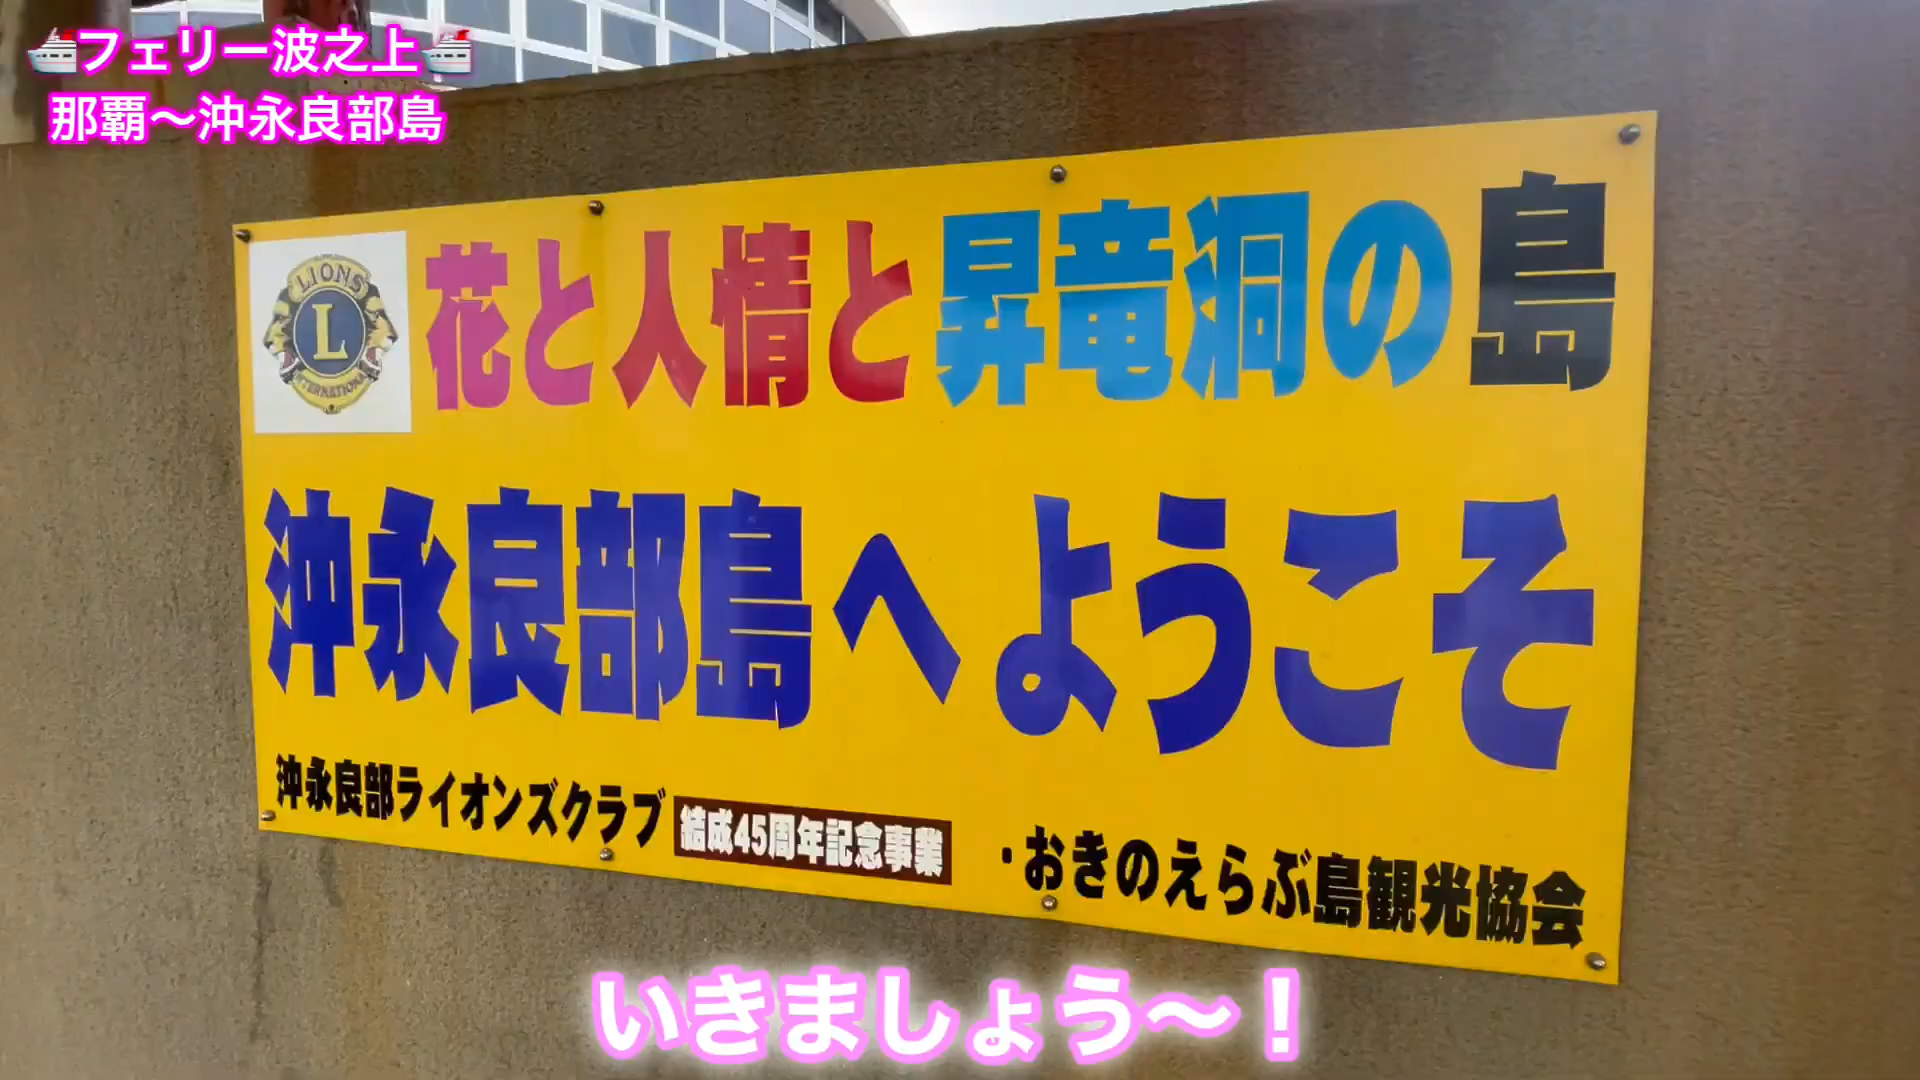 🛳️フェリー波之上🛳️
那覇〜沖永良部島
LIONS
L
INTERNATIONAL
花と人情と昇竜洞の島
沖永良部島へようこそ
沖永良部ライオンズクラブ 結成45周年記念事業 ・おきのえらぶ島観光協会
いきましょう〜！